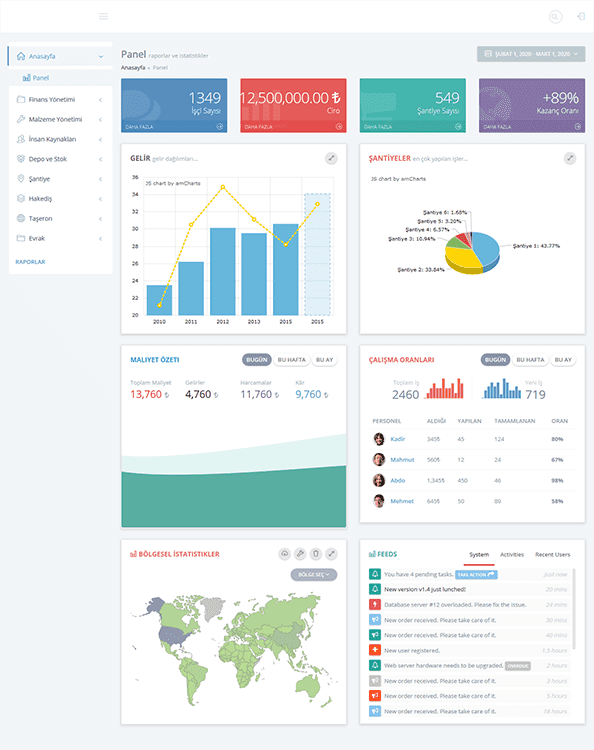 Anasayfa
Panel
Finans Yönetimi
Malzeme Yönetimi
İnsan Kaynakları
Depo ve Stok
Şantiye
Hakediş
Taşeron
Evrak
RAPORLAR
Panel raporlar ve istatistikler
Anasayfa » Panel
ŞUBAT 1, 2020 - MART 1, 2020
1349
İşçi Sayısı
DAHA FAZLA
12,500,000.00 ₺
Ciro
DAHA FAZLA
549
Şantiye Sayısı
DAHA FAZLA
+89%
Kazanç Oranı
DAHA FAZLA
GELİR gelir dağılımları...
JS chart by amCharts
36
34
32
30
28
26
24
22
20
2010 2011 2012 2013 2015 2015
ŞANTİYELER en çok yapılan işler...
JS chart by amCharts
Şantiye 6: 1.68%
Şantiye 5: 3.20%
Şantiye 4: 6.57%
Şantiye 3: 10.94%
Şantiye 1: 43.77%
Şantiye 2: 33.84%
MALİYET ÖZETİ
BUGÜN BU HAFTA BU AY
Toplam Maliyet Gelirler Harcamalar Kâr
13,760 ₺ 4,760 ₺ 11,760 ₺ 9,760 ₺
ÇALIŞMA ORANLARI
BUGÜN BU HAFTA BU AY
Toplam İş
2460
Yeni İş
719
PERSONEL ALDIĞI YAPILAN TAMAMLANAN ORAN
Kadir 345$ 45 124 80%
Mahmut 560$ 12 24 67%
Abdo 1,345$ 450 46 98%
Mehmet 645$ 50 89 58%
BÖLGESEL İSTATİSTİKLER
BÖLGE SEÇ
FEEDS
System Activities Recent Users
You have 4 pending tasks. TAKE ACTION Just now
New version v1.4 just lunched! 20 mins
Database server #12 overloaded. Please fix the issue. 24 mins
New order received. Please take care of it. 30 mins
New order received. Please take care of it. 40 mins
New user registered. 1.5 hours
Web server hardware needs to be upgraded. OVERDUE 2 hours
New order received. Please take care of it. 3 hours
New order received. Please take care of it. 5 hours
New order received. Please take care of it. 18 hours